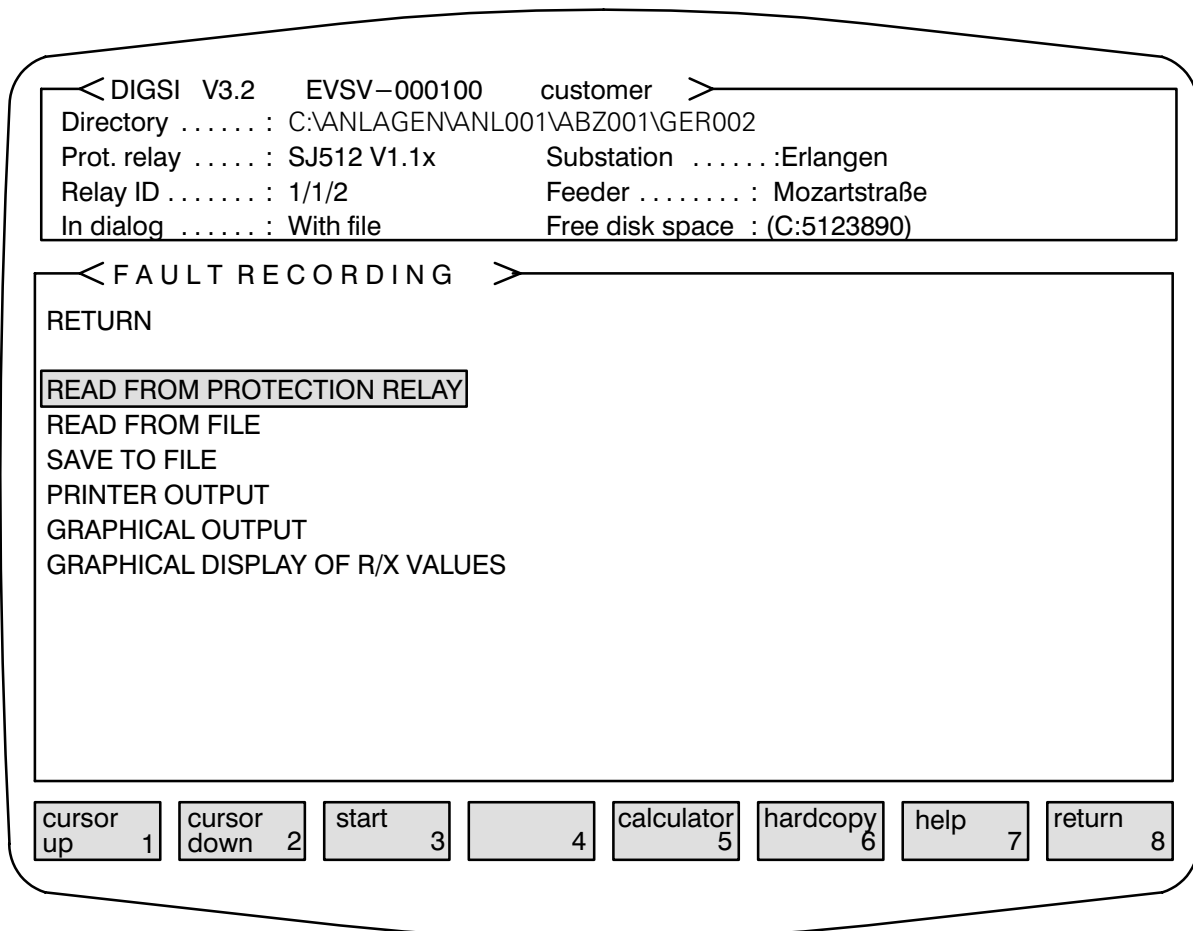 DIGSI V3.2 EVSV–000100 customer
Directory . . . . . . : C:\ANLAGEN\ANL001\ABZ001\GER002
Prot. relay . . . . . : SJ512 V1.1x Substation . . . . . . :Erlangen
Relay ID . . . . . . . : 1/1/2 Feeder . . . . . . . . : Mozartstraße
In dialog . . . . . . : With file Free disk space : (C:5123890)
F A U L T R E C O R D I N G
RETURN
READ FROM PROTECTION RELAY
READ FROM FILE
SAVE TO FILE
PRINTER OUTPUT
GRAPHICAL OUTPUT
GRAPHICAL DISPLAY OF R/X VALUES
cursor up 1
cursor down 2
start 3
4
calculator 5
hardcopy 6
help 7
return 8